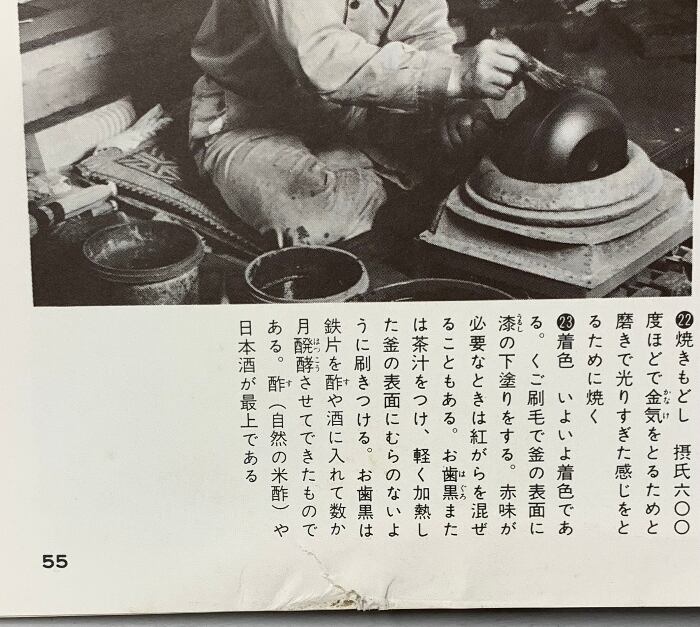 ㉒焼きもどし　摂氏六〇〇
度ほどで金気をとるためと
磨きで光りすぎた感じをと
るために焼く
㉓着色　いよいよ着色であ
る。くご刷毛で釜の表面に
漆の下塗りをする。赤味が
必要なときは紅がらを混ぜ
ることもある。お歯黒また
は茶汁をつけ、軽く加熱し
た釜の表面にむらのないよ
うに刷きつける。お歯黒は
鉄片を酢や酒に入れて数か
月醗酵させてできたもので
ある。酢（自然の米酢）や
日本酒が最上である
55